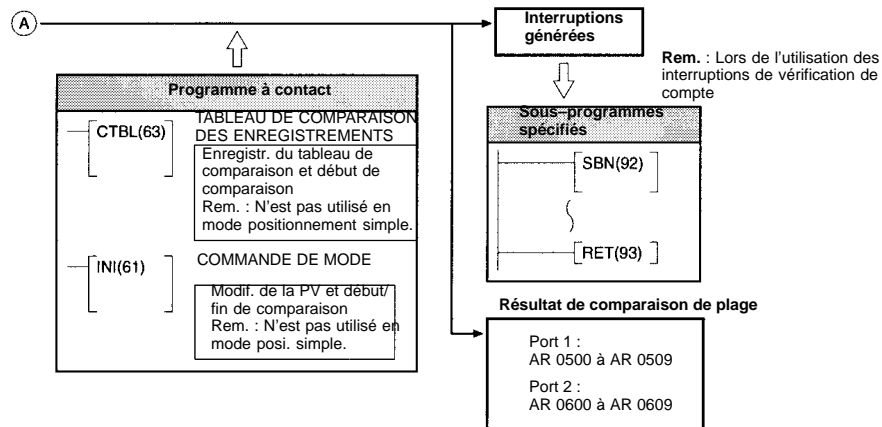 A
Interruptions
générées
Rem. : Lors de l'utilisation des
interruptions de vérification de
compte
Programme à contact
CTBL(63)
TABLEAU DE COMPARAISON
DES ENREGISTREMENTS
Enregistr. du tableau de
comparaison et début de
comparaison
Rem. : N'est pas utilisé en
mode positionnement simple.
INI(61)
COMMANDE DE MODE
Modif. de la PV et début/
fin de comparaison
Rem. : N'est pas utilisé en
mode posi. simple.
Sous–programmes
spécifiés
SBN(92)
RET(93)
Résultat de comparaison de plage
Port 1 :
AR 0500 à AR 0509
Port 2 :
AR 0600 à AR 0609